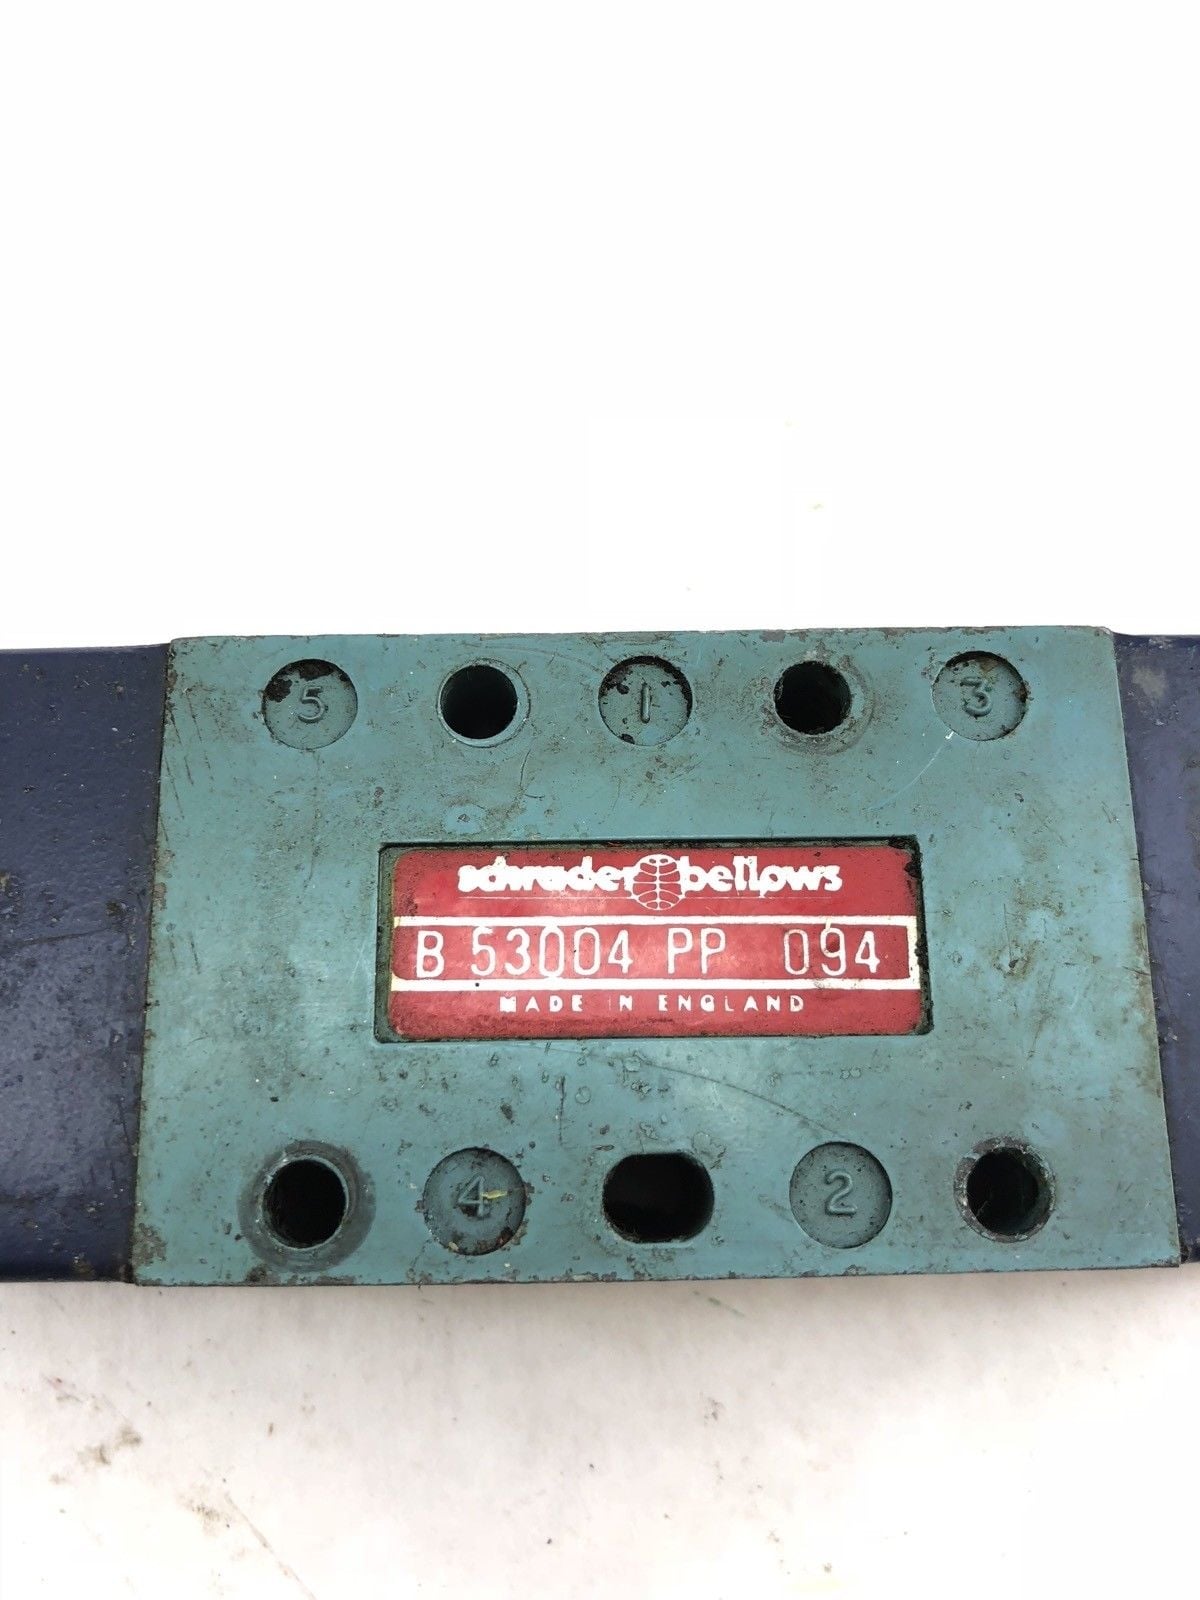 5 1 3
schrader bellows
B 53004 PP 094
MADE IN ENGLAND
4 2